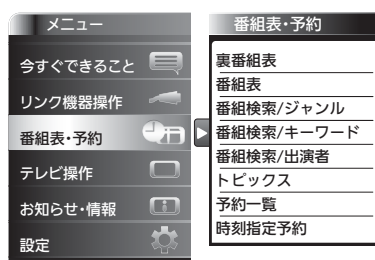 メニュー
今すぐできること
リンク機器操作
番組表・予約
テレビ操作
お知らせ・情報
設定
番組表・予約
裏番組表
番組表
番組検索/ジャンル
番組検索/キーワード
番組検索/出演者
トピックス
予約一覧
時刻指定予約